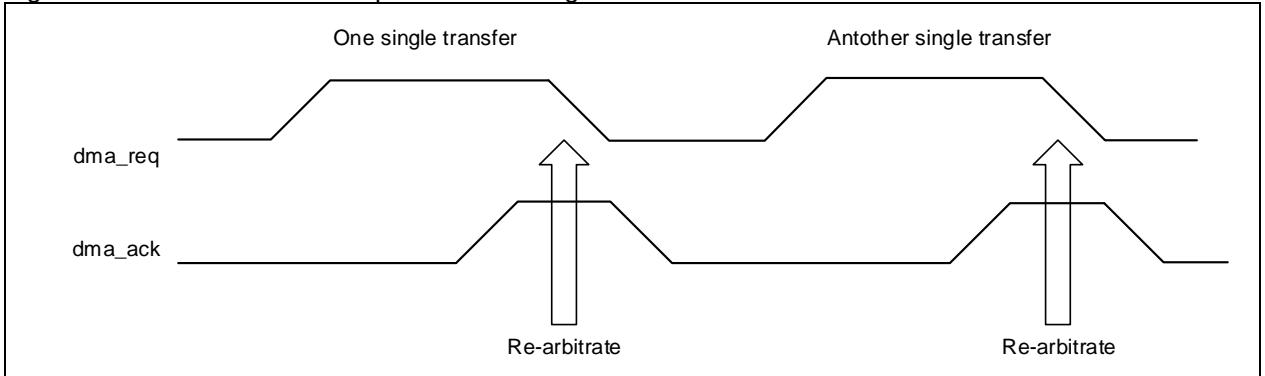 One single transfer
Antother single transfer
dma_req
dma_ack
Re-arbitrate
Re-arbitrate